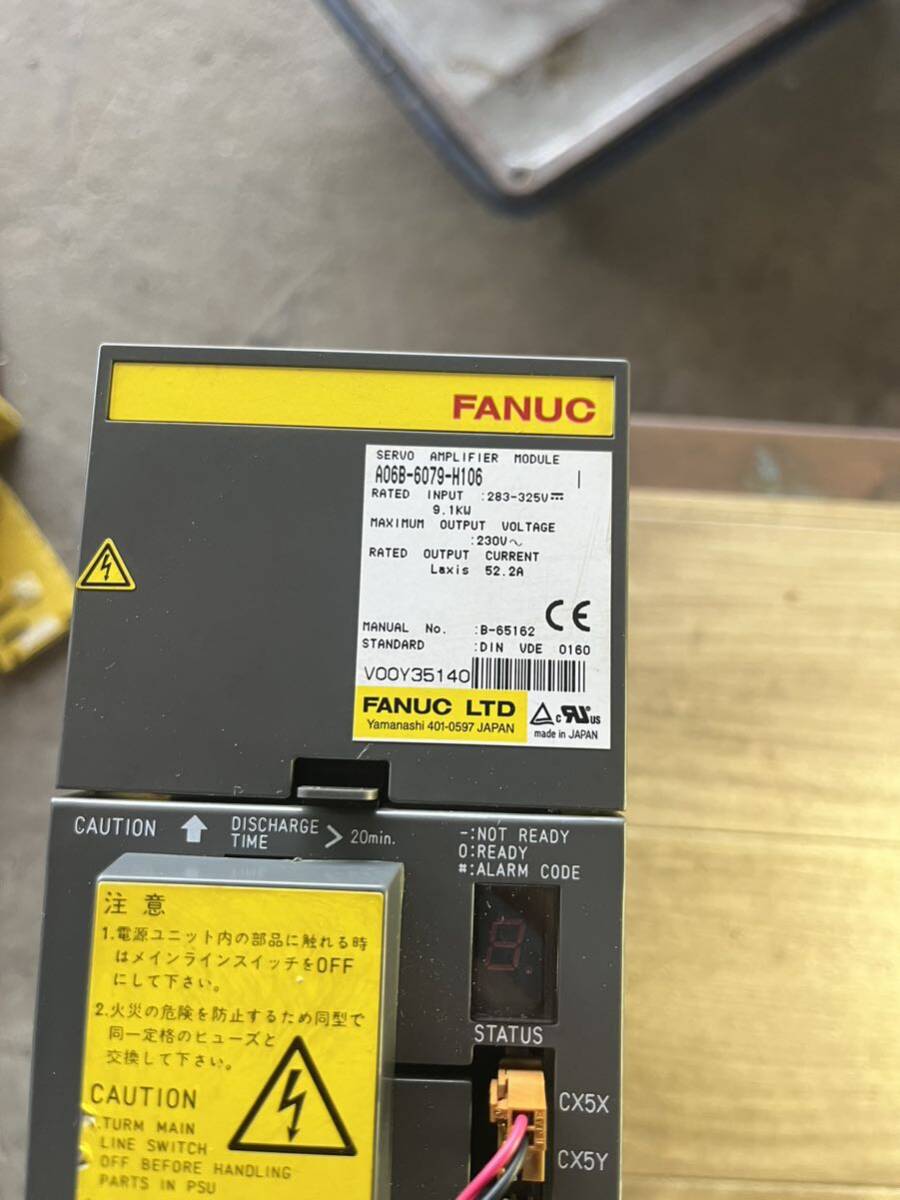 FANUC
SERVO AMPLIFIER MODULE
A06B-6079-H106 I
RATED INPUT :283-325V⎓
9.1KW
MAXIMUM OUTPUT VOLTAGE
:230V～
RATED OUTPUT CURRENT
Laxis 52.2A
CE
MANUAL No. :B-65162
STANDARD :DIN VDE 0160
V00Y35140
FANUC LTD
Yamanashi 401-0597 JAPAN
c RU us
made in JAPAN
CAUTION ↑ DISCHARGE TIME > 20min.
-:NOT READY
0:READY
#:ALARM CODE
8.
STATUS
CX5X
CX5Y
注意
1.電源ユニット内の部品に触れる時
はメインラインスイッチをOFF
にして下さい。
2.火災の危険を防止するため同型で
同一定格のヒューズと
交換して下さい。
CAUTION
1.TURM MAIN
LINE SWITCH
OFF BEFORE HANDLING
PARTS IN PSU